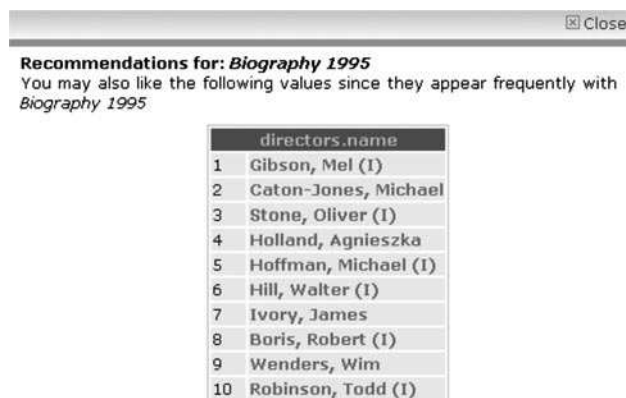 Close
Recommendations for: Biography 1995
You may also like the following values since they appear frequently with
Biography 1995
directors.name
1 Gibson, Mel (I)
2 Caton-Jones, Michael
3 Stone, Oliver (I)
4 Holland, Agnieszka
5 Hoffman, Michael (I)
6 Hill, Walter (I)
7 Ivory, James
8 Boris, Robert (I)
9 Wenders, Wim
10 Robinson, Todd (I)